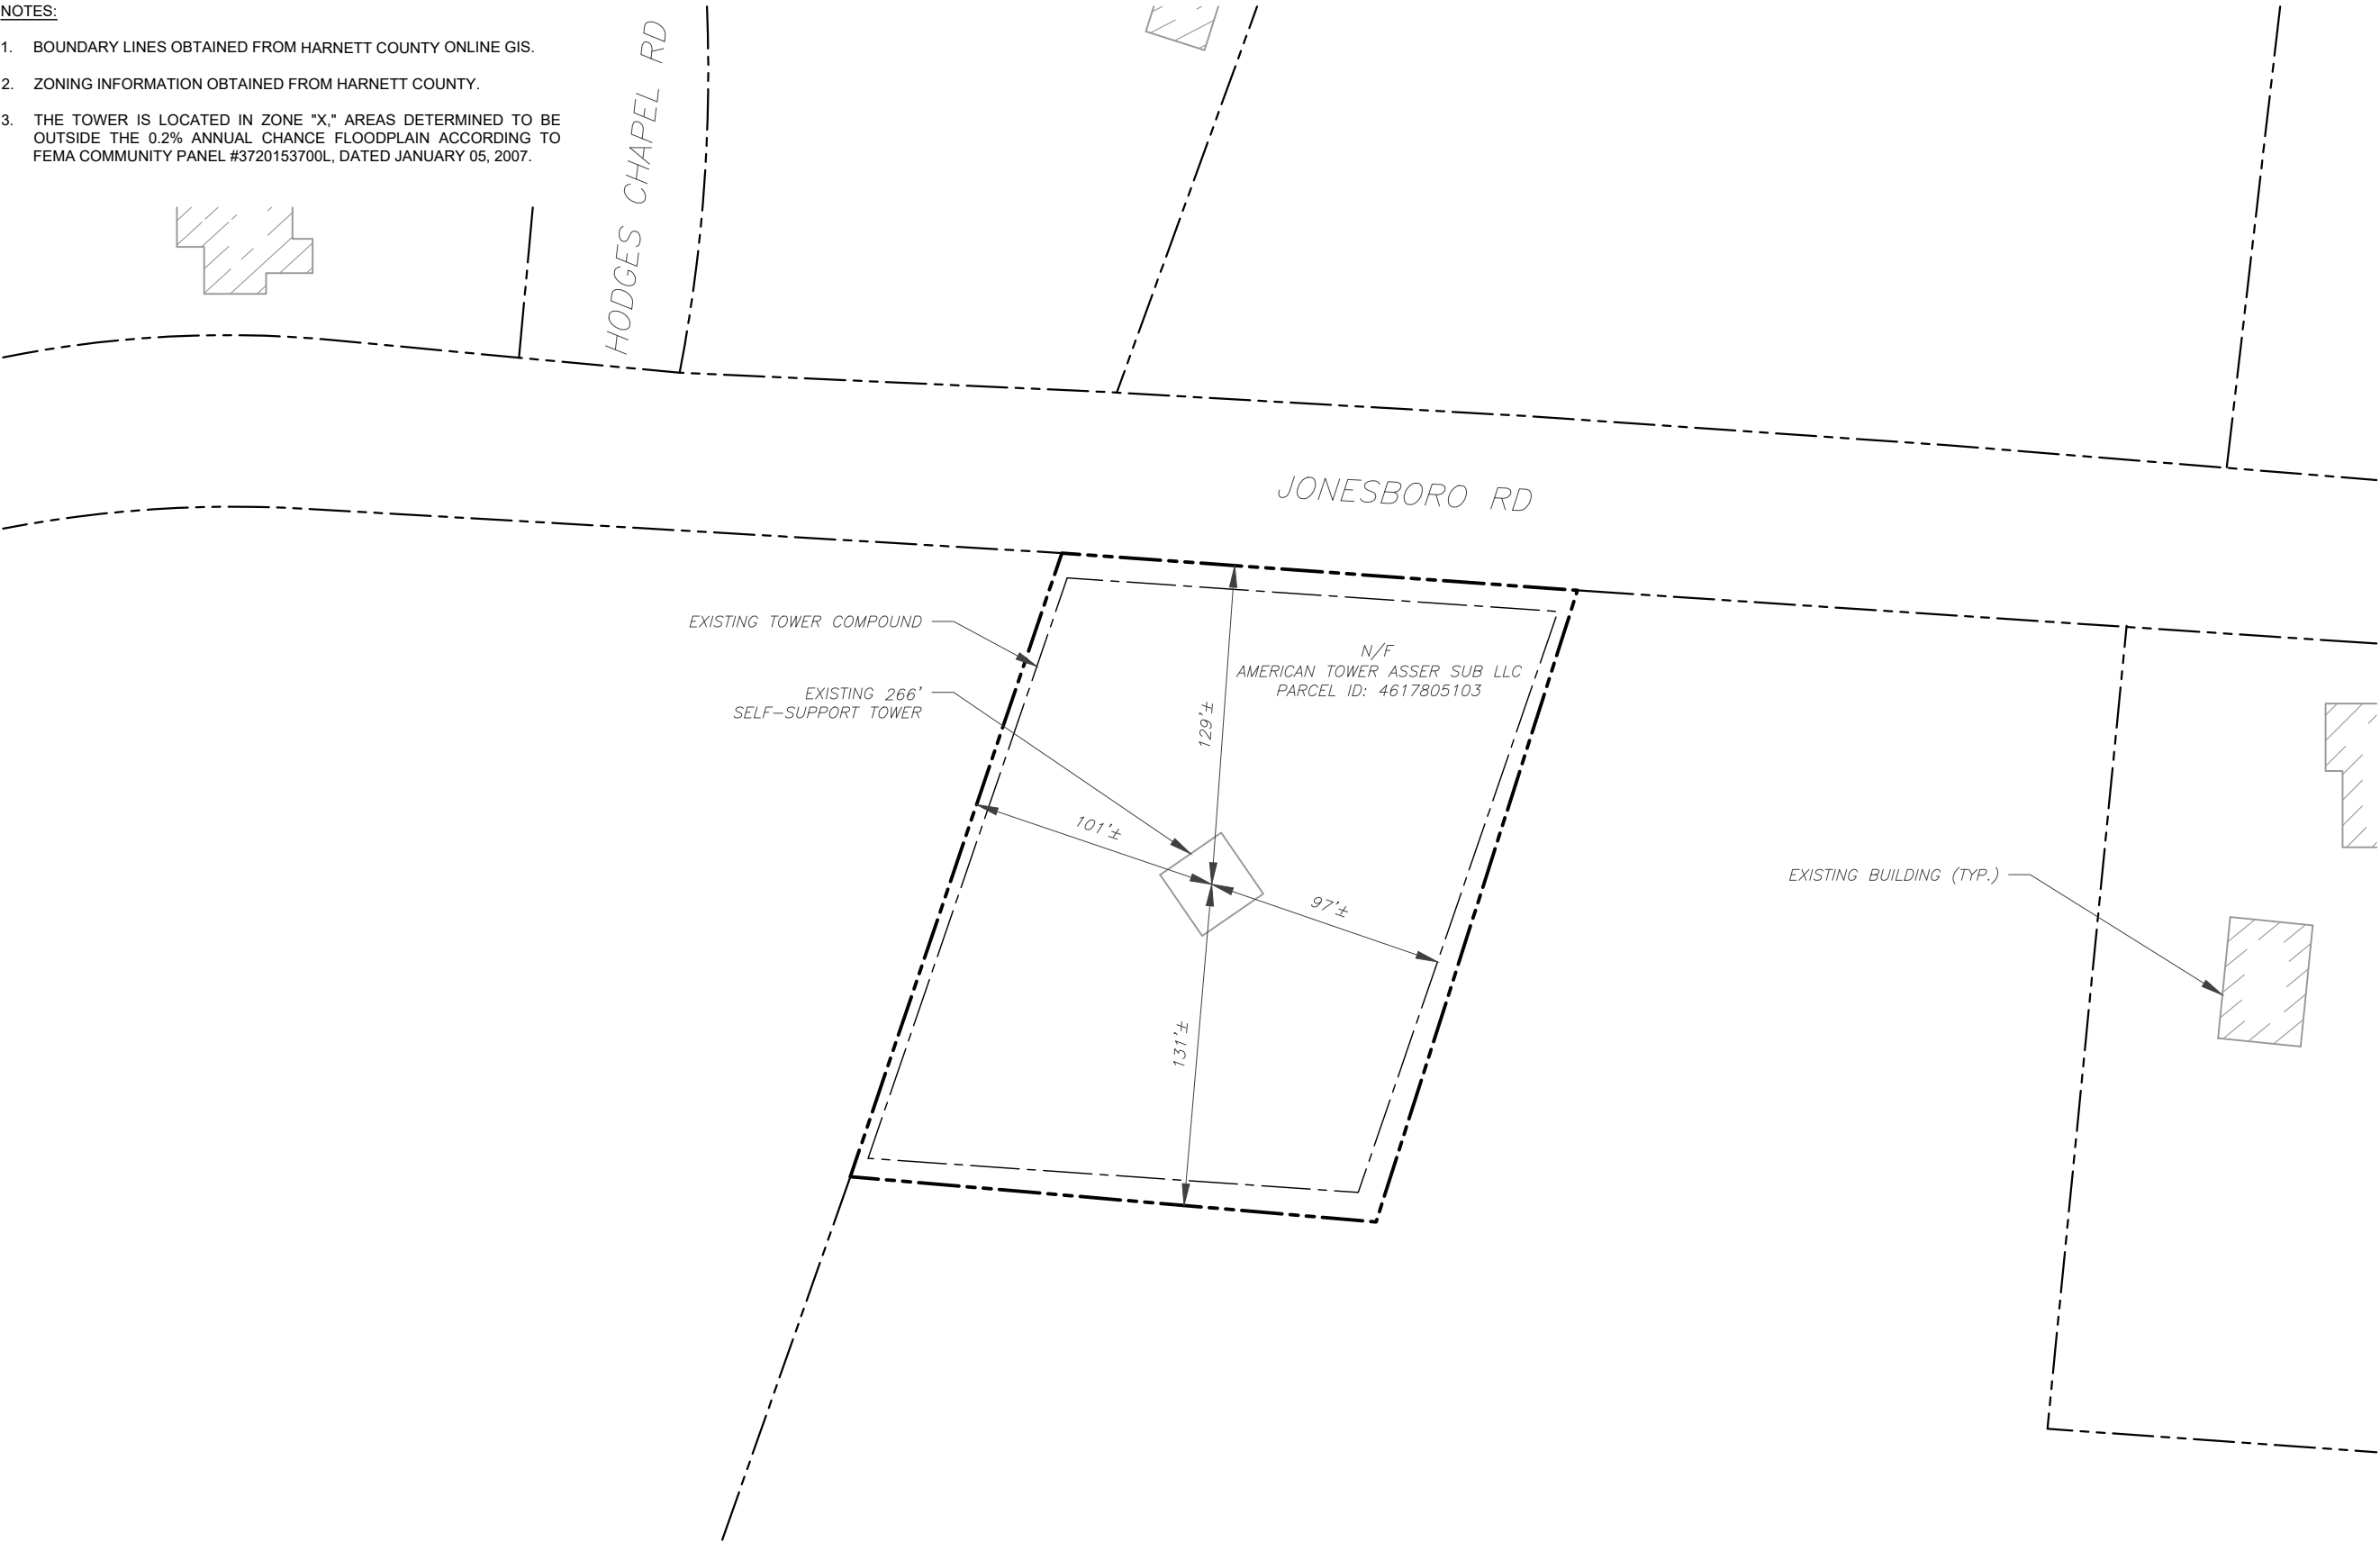 NOTES:
1. BOUNDARY LINES OBTAINED FROM HARNETT COUNTY ONLINE GIS.
2. ZONING INFORMATION OBTAINED FROM HARNETT COUNTY.
3. THE TOWER IS LOCATED IN ZONE "X," AREAS DETERMINED TO BE
OUTSIDE THE 0.2% ANNUAL CHANCE FLOODPLAIN ACCORDING TO
FEMA COMMUNITY PANEL #3720153700L, DATED JANUARY 05, 2007.
HODGES CHAPEL RD
JONESBORO RD
EXISTING TOWER COMPOUND
N/F
AMERICAN TOWER ASSER SUB LLC
PARCEL ID: 4617805103
EXISTING 266'
SELF-SUPPORT TOWER
129'±
101'±
97'±
131'±
EXISTING BUILDING (TYP.)